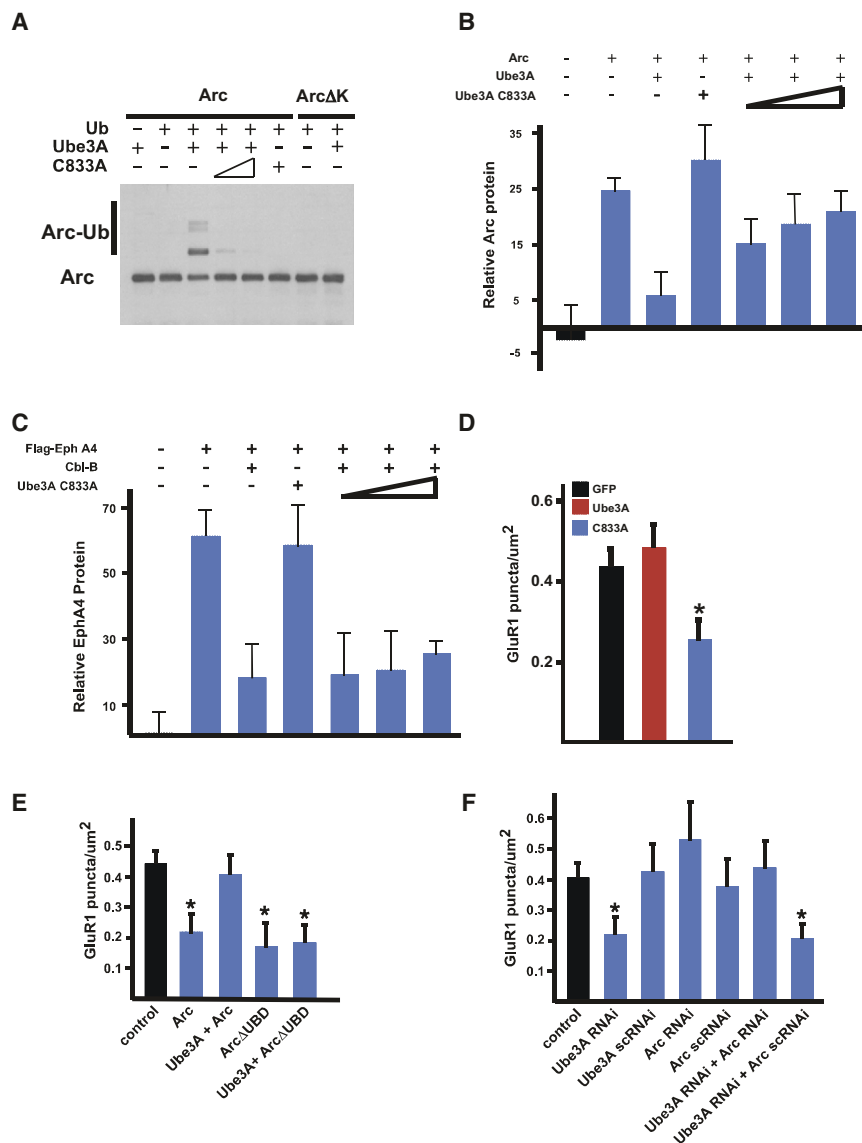 A
Arc ArcΔK
Ub - + + + + + + +
Ube3A + - + + + - - +
C833A - - - + - -
Arc-Ub
Arc
B
Arc - + + + + + +
Ube3A - - + - + + +
Ube3A C833A - - - +
Relative Arc protein
35
25
15
5
-5
C
Flag-Eph A4 - + + + + + +
Cbl-B - - + - + + +
Ube3A C833A - - - +
Relative EphA4 Protein
70
50
30
10
D
GFP
Ube3A
C833A
GluR1 puncta/um2
0.6
0.4
0.2
*
E
GluR1 puncta/um2
0.5
0.4
0.3
0.2
0.1
* * *
control
Arc
Ube3A + Arc
ArcΔUBD
Ube3A+ ArcΔUBD
F
GluR1 puncta/um2
0.6
0.5
0.4
0.3
0.2
0.1
* *
control
Ube3A RNAi
Ube3A scRNAi
Arc RNAi
Arc scRNAi
Ube3A RNAi + Arc RNAi
Ube3A RNAi + Arc scRNAi